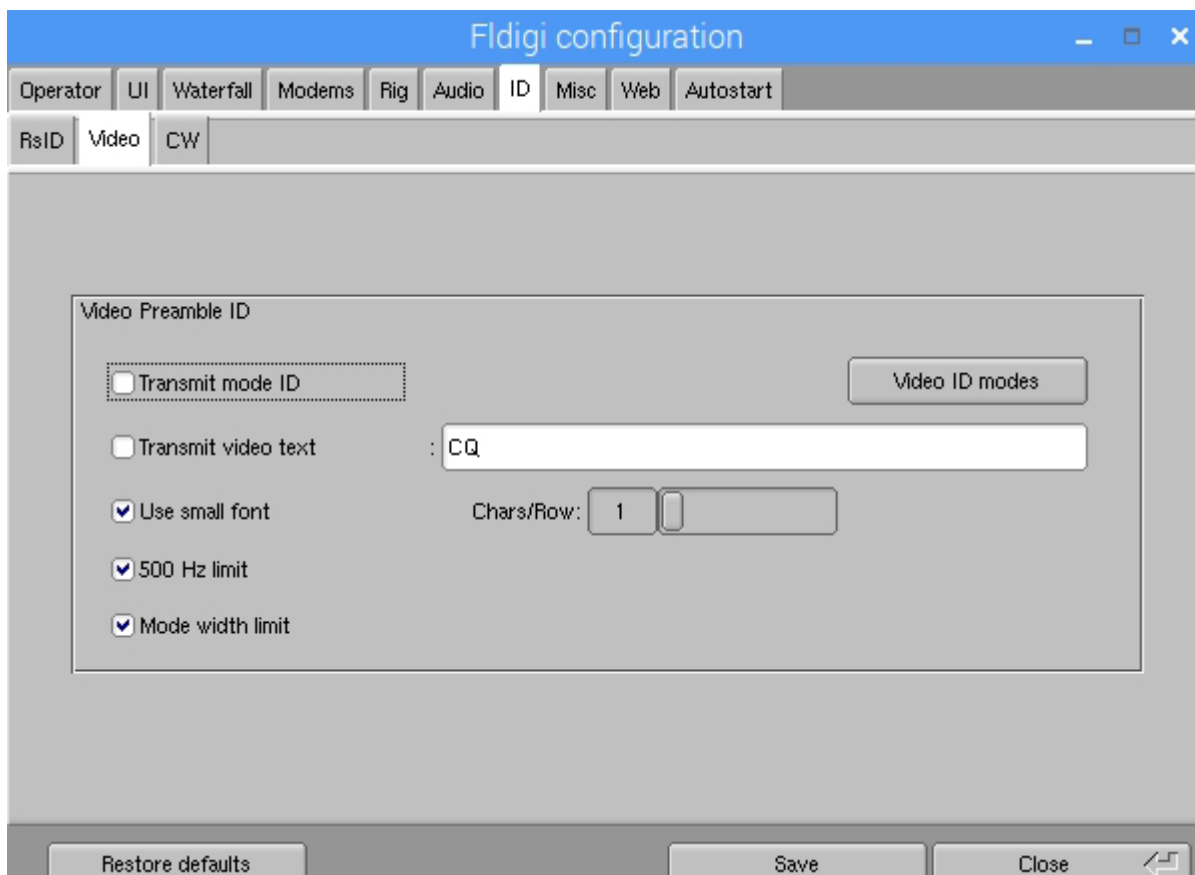 Fldigi configuration
Operator UI Waterfall Modems Rig Audio ID Misc Web Autostart
RsID Video CW
Video Preamble ID
Transmit mode ID Video ID modes
Transmit video text : CQ
Use small font Chars/Row: 1
500 Hz limit
Mode width limit
Restore defaults Save Close